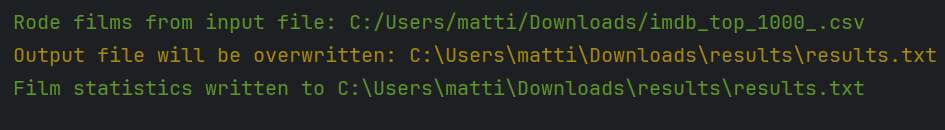 Rode films from input file: C:/Users/matti/Downloads/imdb_top_1000_.csv
Output file will be overwritten: C:\Users\matti\Downloads\results\results.txt
Film statistics written to C:\Users\matti\Downloads\results\results.txt